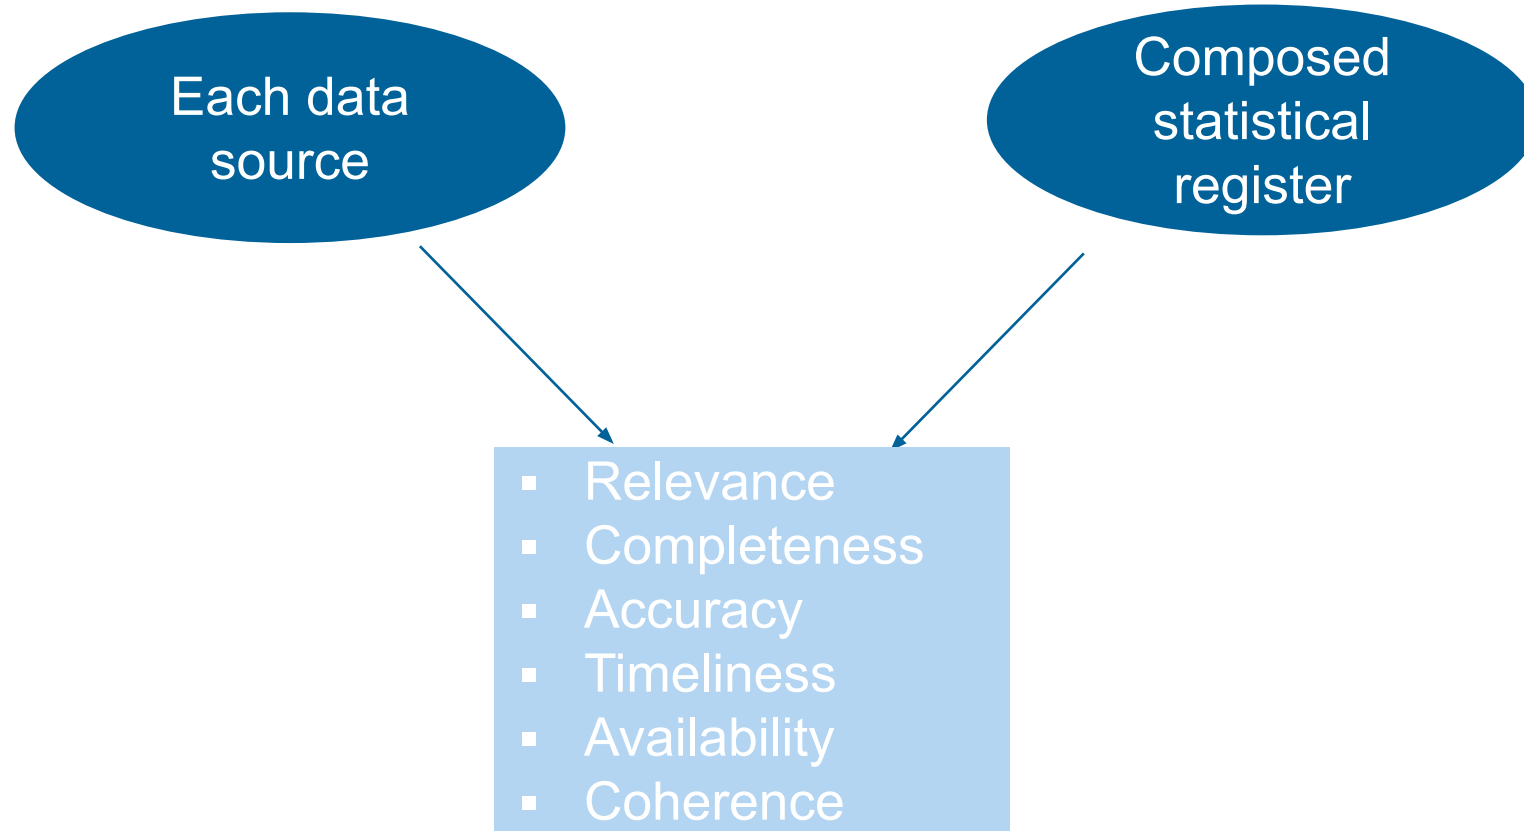 Each data
source
Composed
statistical
register
▪ Relevance
▪ Completeness
▪ Accuracy
▪ Timeliness
▪ Availability
▪ Coherence